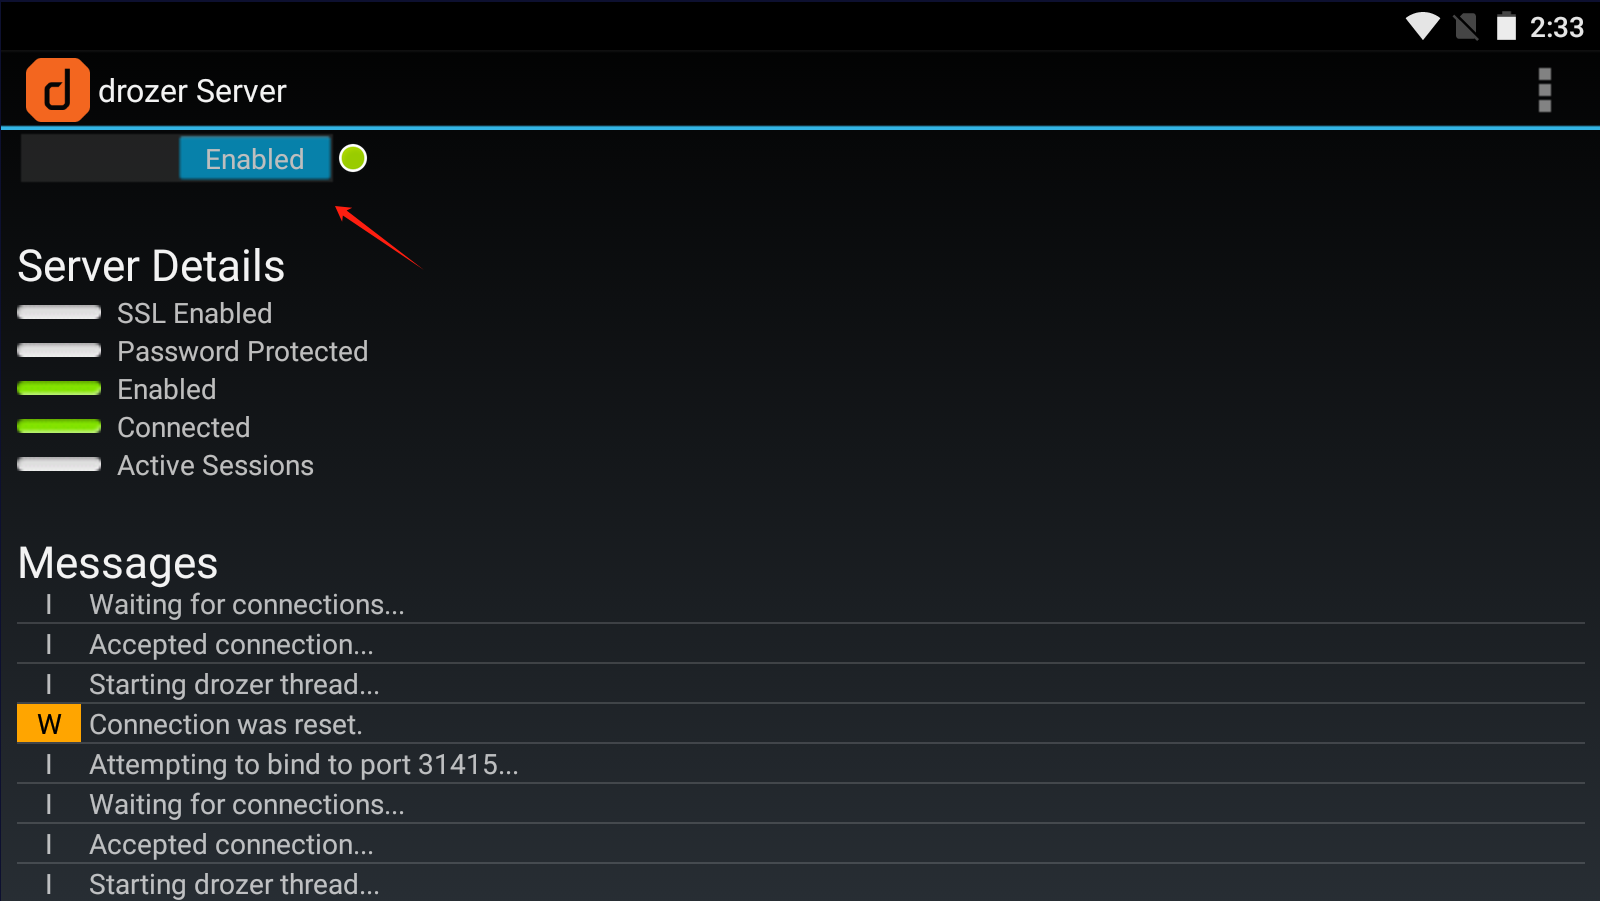 2:33
drozer Server
Enabled
Server Details
SSL Enabled
Password Protected
Enabled
Connected
Active Sessions
Messages
I Waiting for connections...
I Accepted connection...
I Starting drozer thread...
W Connection was reset.
I Attempting to bind to port 31415...
I Waiting for connections...
I Accepted connection...
I Starting drozer thread...